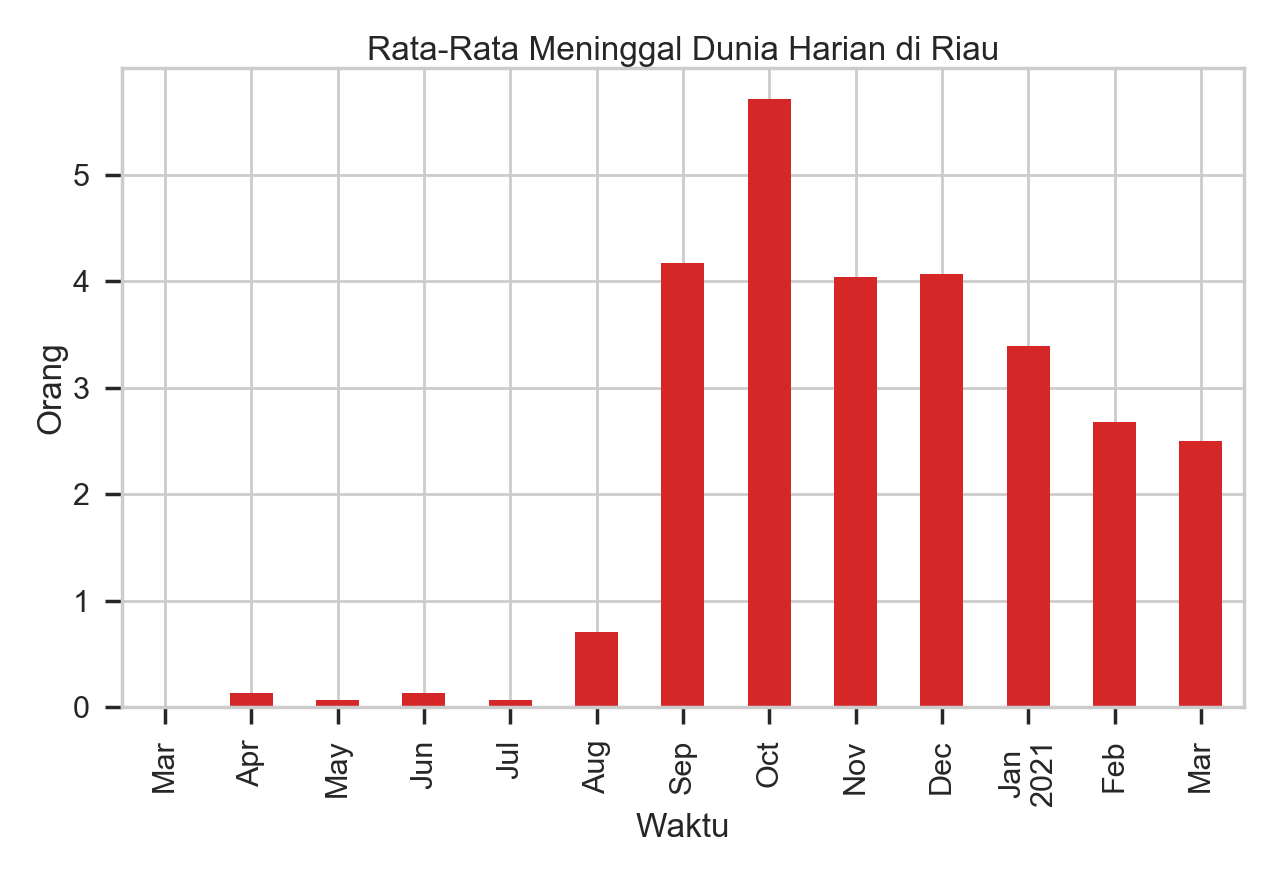 Rata-Rata Meninggal Dunia Harian di Riau
5
4
3
2
1
0
Orang
Mar
Apr
May
Jun
Jul
Aug
Sep
Oct
Nov
Dec
Jan
2021
Feb
Mar
Waktu